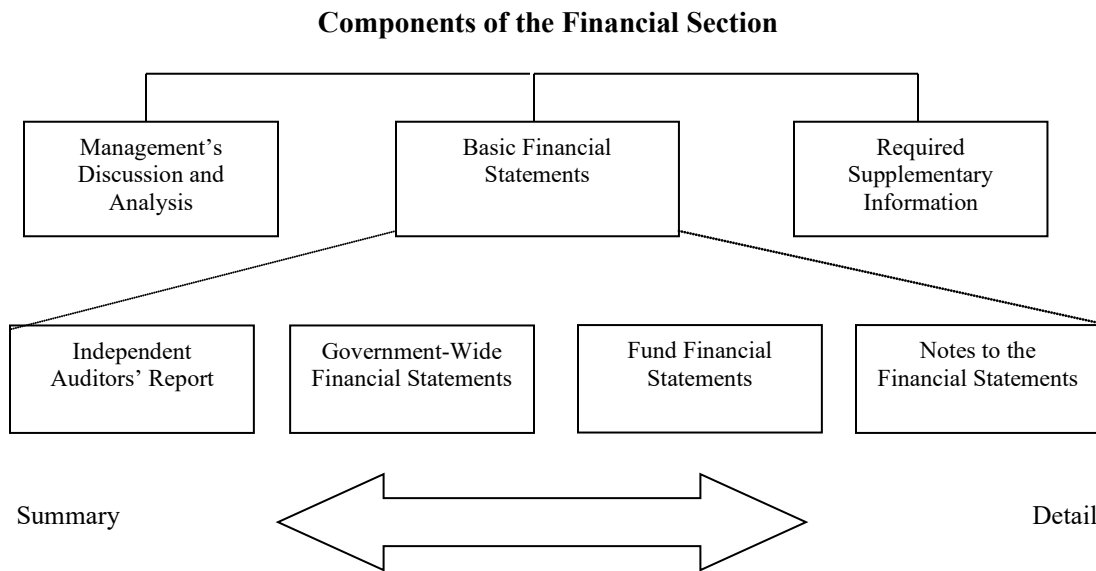 Components of the Financial Section
Management’s
Discussion and
Analysis
Basic Financial
Statements
Required
Supplementary
Information
Independent
Auditors’ Report
Government-Wide
Financial Statements
Fund Financial
Statements
Notes to the
Financial Statements
Summary
Detail